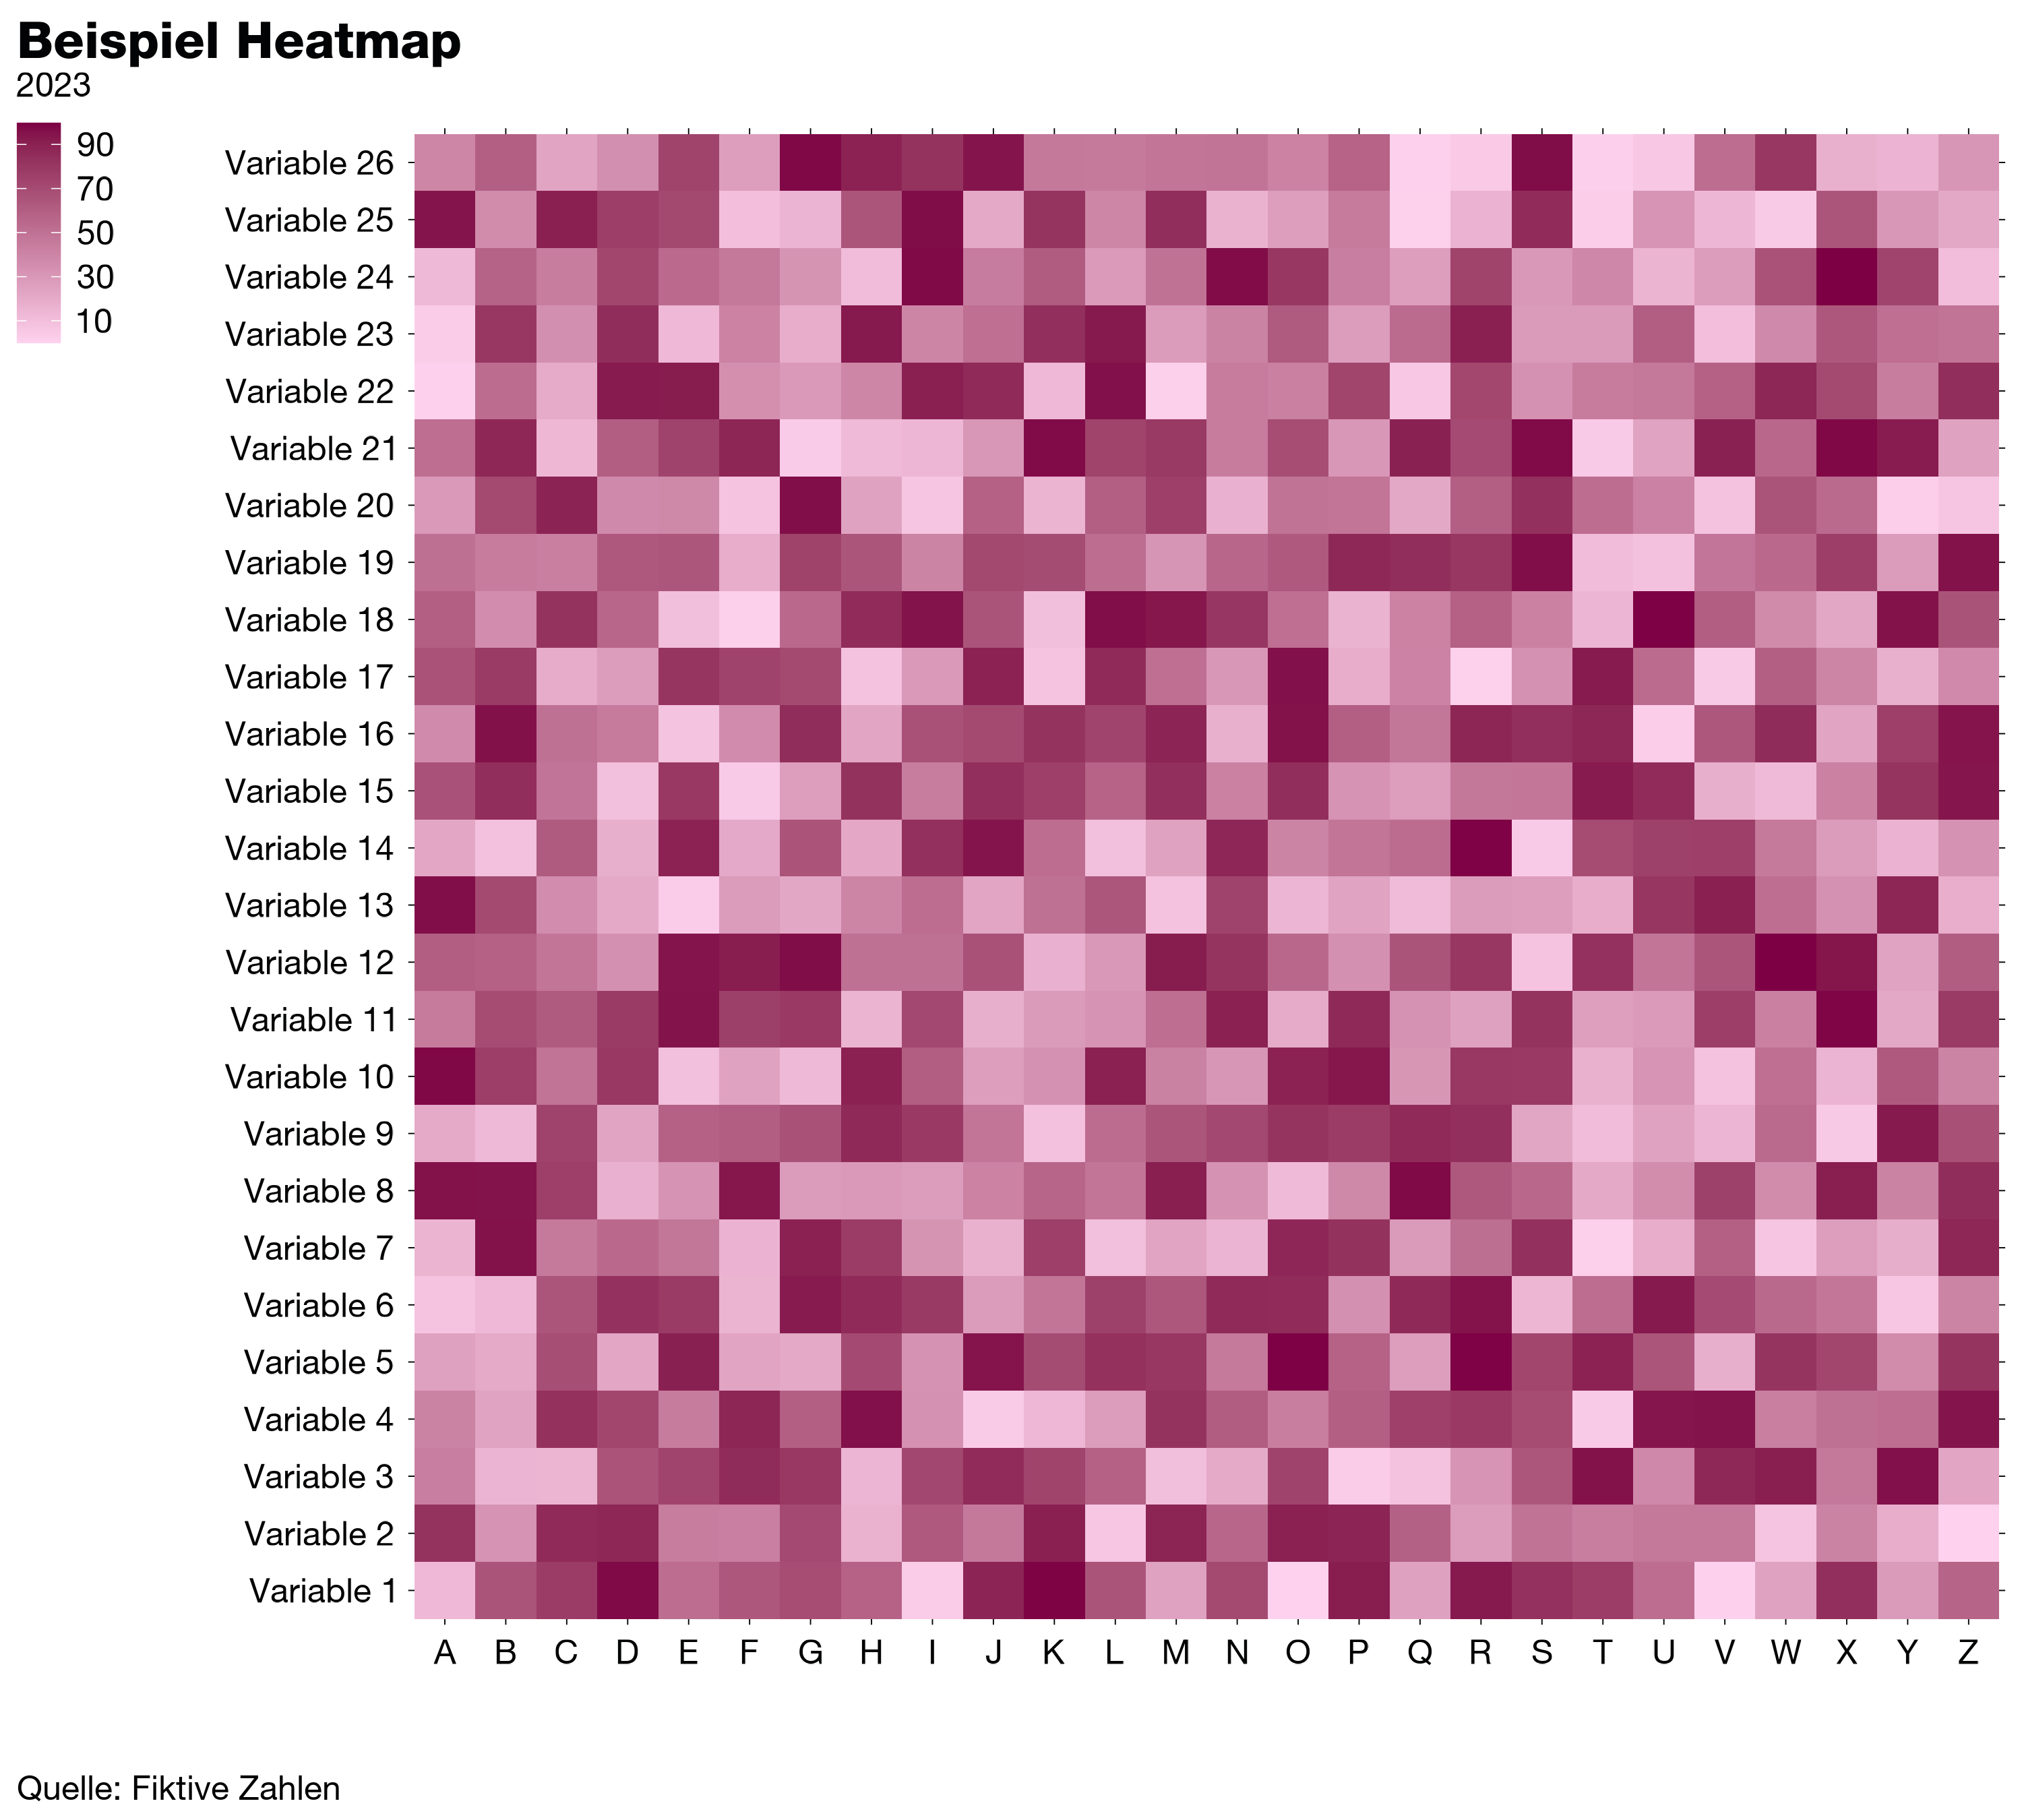 Beispiel Heatmap
2023
90
70
50
30
10
Variable 26
Variable 25
Variable 24
Variable 23
Variable 22
Variable 21
Variable 20
Variable 19
Variable 18
Variable 17
Variable 16
Variable 15
Variable 14
Variable 13
Variable 12
Variable 11
Variable 10
Variable 9
Variable 8
Variable 7
Variable 6
Variable 5
Variable 4
Variable 3
Variable 2
Variable 1
A B C D E F G H I J K L M N O P Q R S T U V W X Y Z
Quelle: Fiktive Zahlen